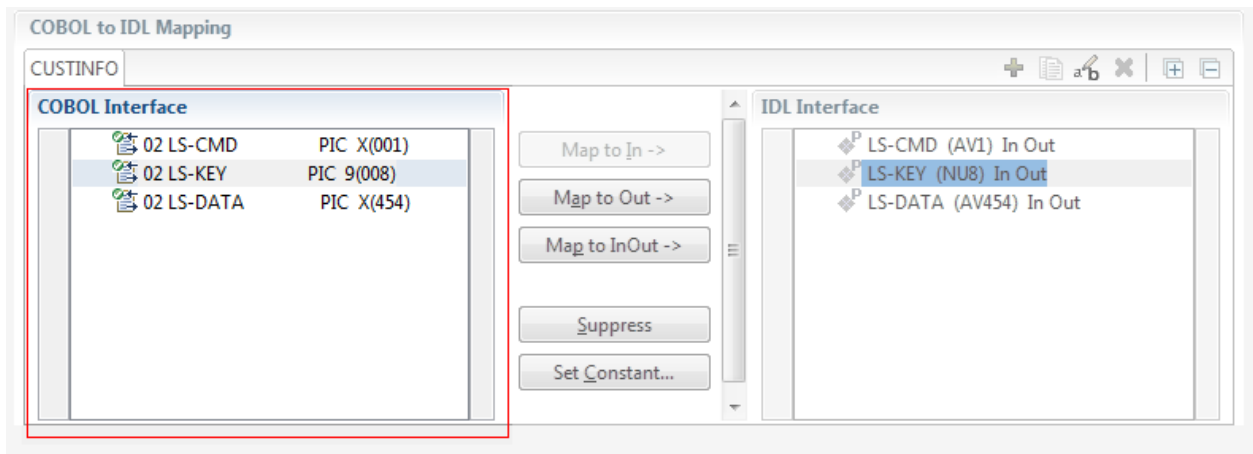 COBOL to IDL Mapping
CUSTINFO
COBOL Interface
02 LS-CMD PIC X(001)
02 LS-KEY PIC 9(008)
02 LS-DATA PIC X(454)
Map to In ->
Map to Out ->
Map to InOut ->
Suppress
Set Constant...
IDL Interface
LS-CMD (AV1) In Out
LS-KEY (NU8) In Out
LS-DATA (AV454) In Out